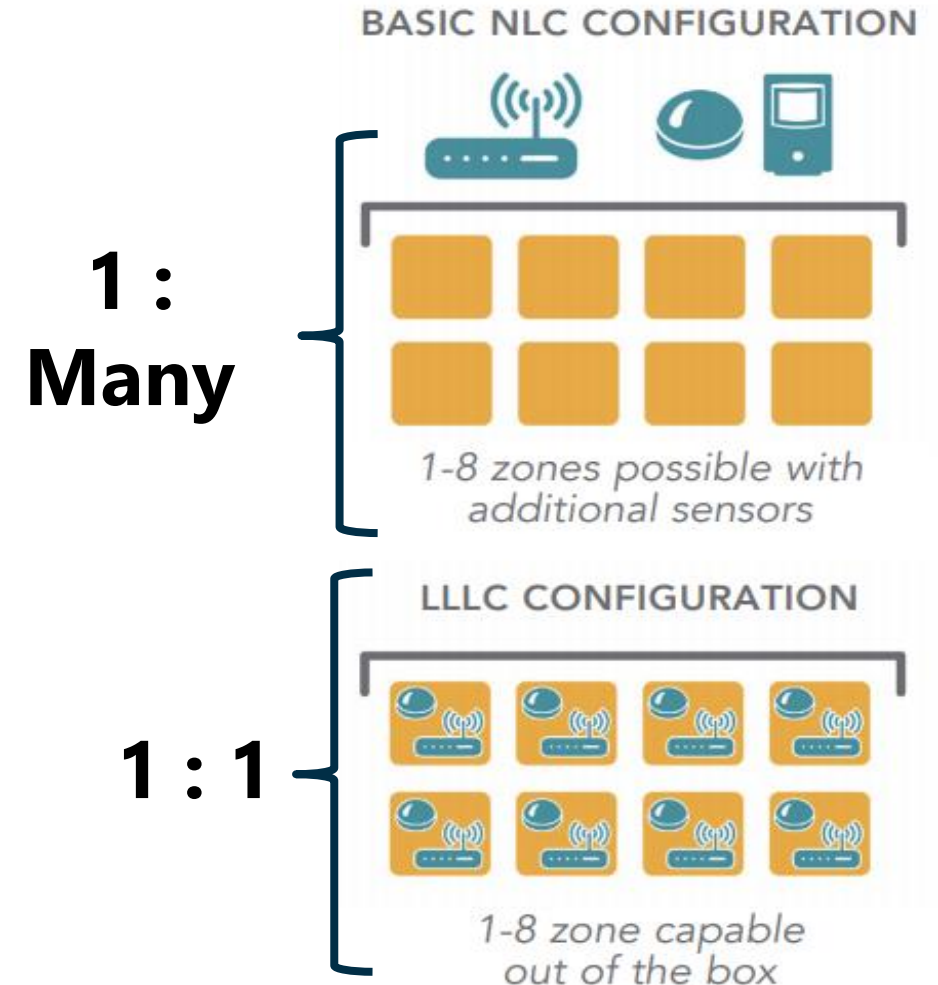 BASIC NLC CONFIGURATION
1 :
Many
1-8 zones possible with
additional sensors
LLLC CONFIGURATION
1 : 1
1-8 zone capable
out of the box